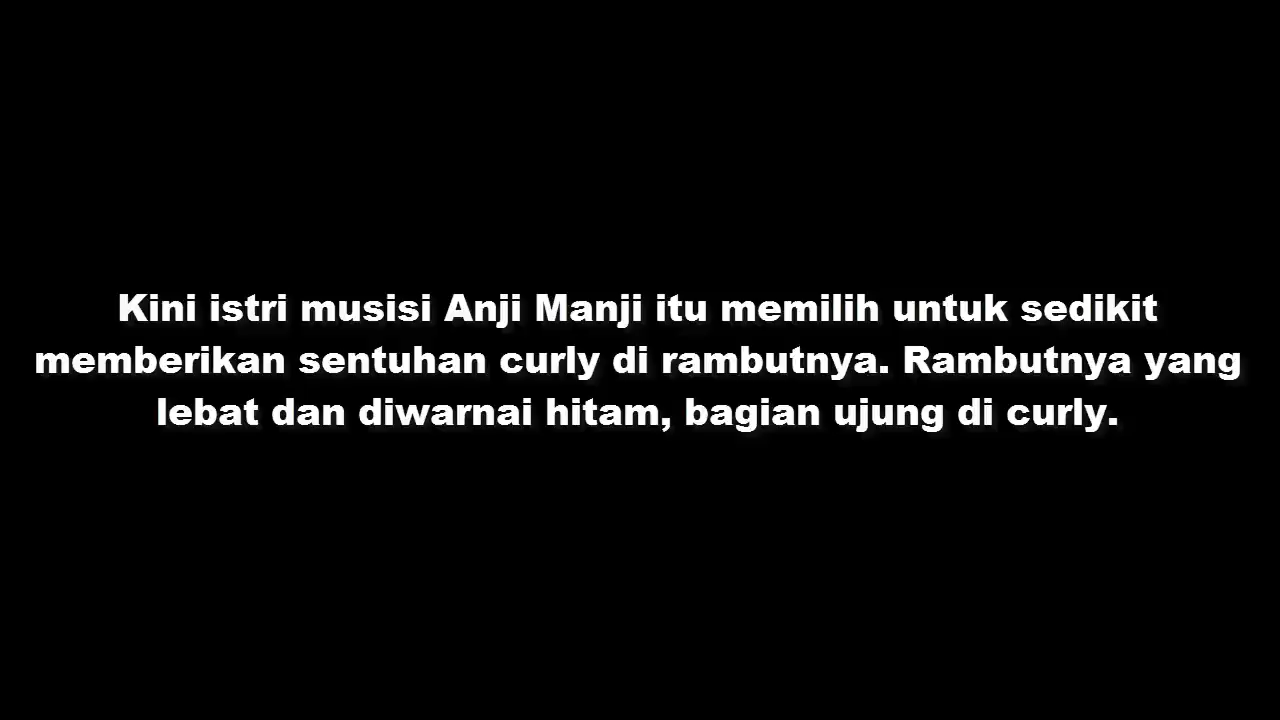 Kini istri musisi Anji Manji itu memilih untuk sedikit
memberikan sentuhan curly di rambutnya. Rambutnya yang
lebat dan diwarnai hitam, bagian ujung di curly.